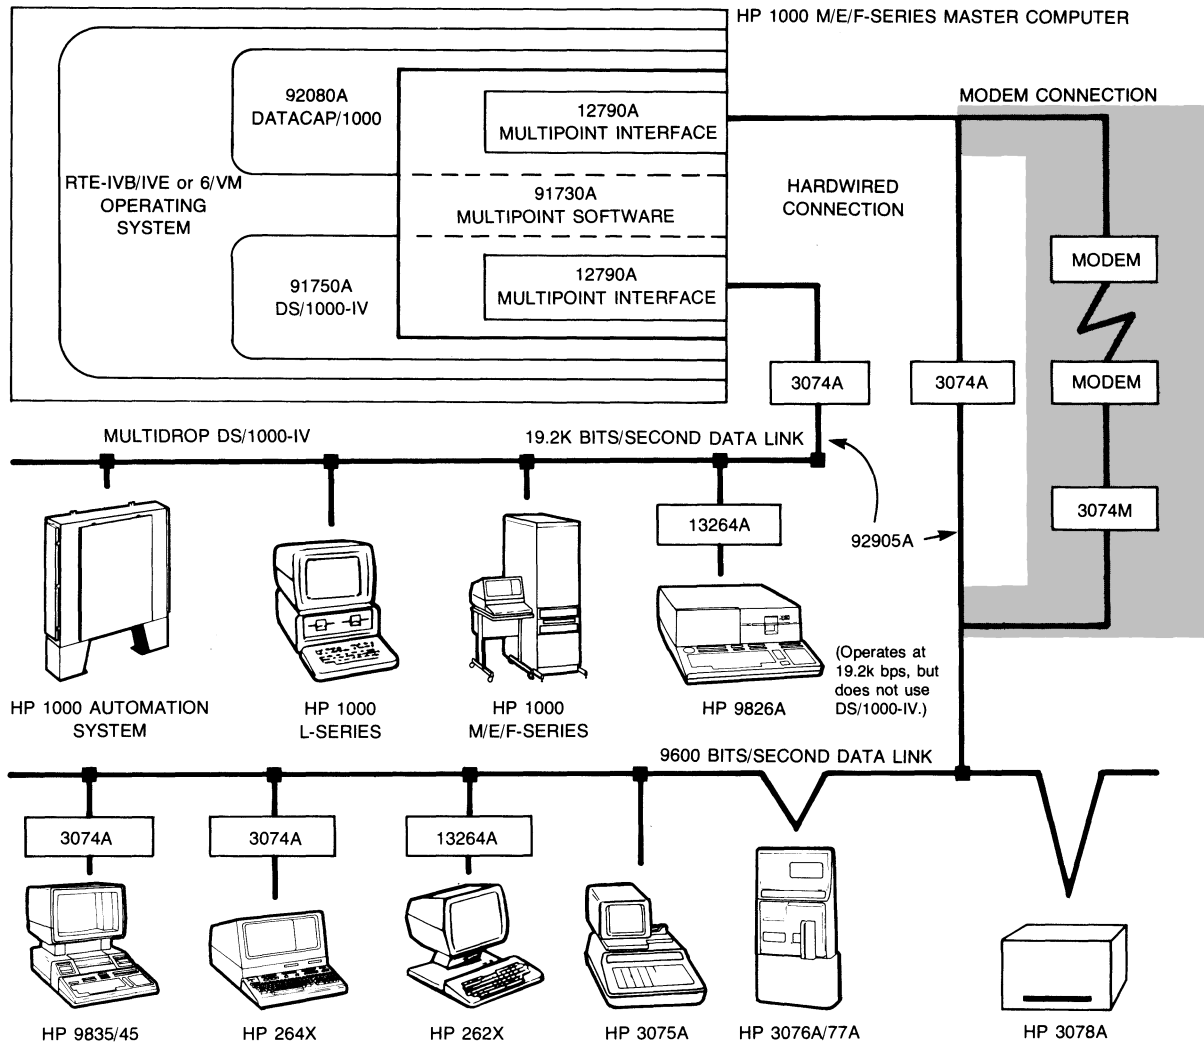 HP 1000 M/E/F-SERIES MASTER COMPUTER
92080A
DATACAP/1000
12790A
MULTIPOINT INTERFACE
MODEM CONNECTION
RTE-IVB/IVE or 6/VM
OPERATING
SYSTEM
91730A
MULTIPOINT SOFTWARE
HARDWIRED
CONNECTION
91750A
DS/1000-IV
12790A
MULTIPOINT INTERFACE
MODEM
3074A
3074A
MODEM
MULTIDROP DS/1000-IV
19.2K BITS/SECOND DATA LINK
13264A
92905A
3074M
HP 1000 AUTOMATION
SYSTEM
HP 1000
L-SERIES
HP 1000
M/E/F-SERIES
HP 9826A
(Operates at
19.2k bps, but
does not use
DS/1000-IV.)
9600 BITS/SECOND DATA LINK
3074A
3074A
13264A
HP 9835/45
HP 264X
HP 262X
HP 3075A
HP 3076A/77A
HP 3078A